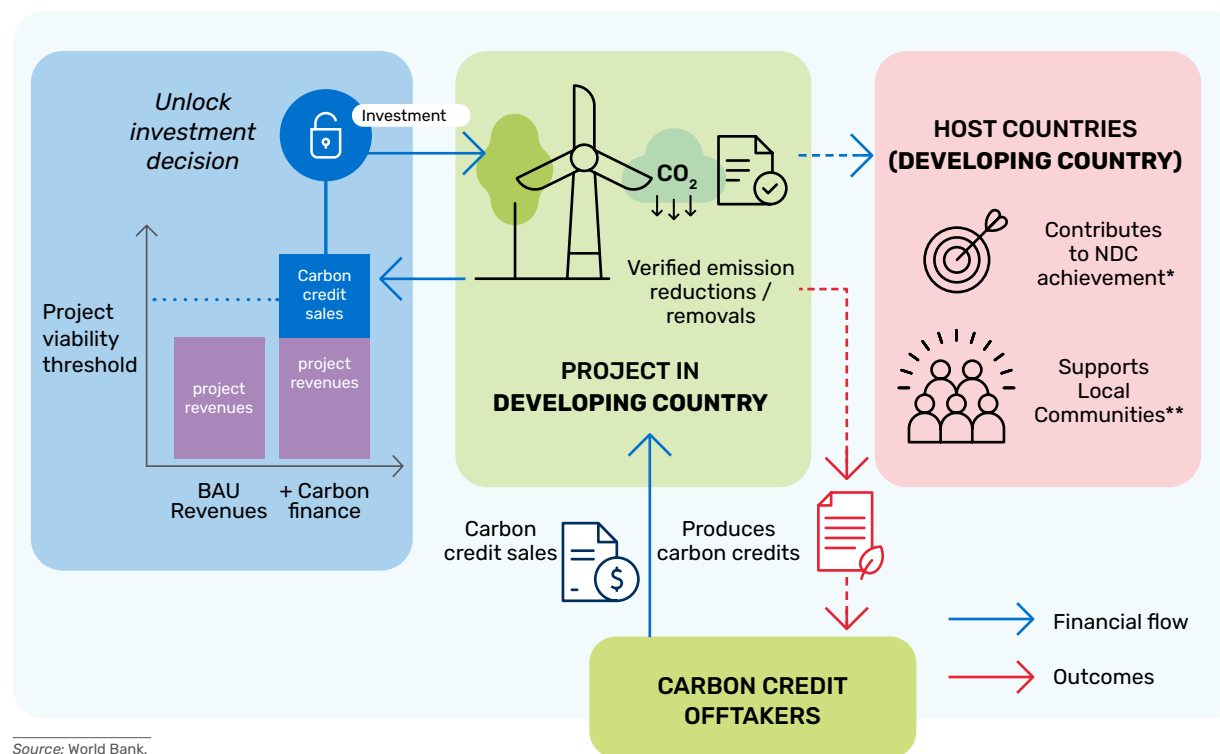 Unlock
investment
decision
Investment
Project
viability
threshold
Carbon
credit
sales
project
revenues
project
revenues
BAU
Revenues
+ Carbon
finance
CO2
Verified emission
reductions /
removals
PROJECT IN
DEVELOPING COUNTRY
HOST COUNTRIES
(DEVELOPING COUNTRY)
Contributes
to NDC
achievement*
Supports
Local
Communities**
Carbon
credit sales
$
Produces
carbon credits
CARBON CREDIT
OFFTAKERS
Financial flow
Outcomes
Source: World Bank.